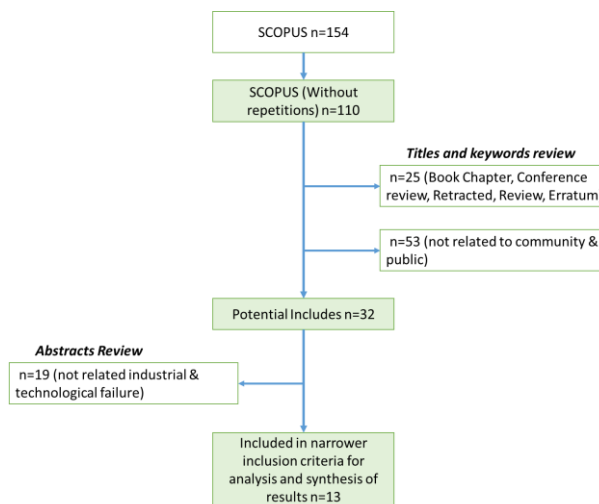 SCOPUS n=154
SCOPUS (Without
repetitions) n=110
Titles and keywords review
n=25 (Book Chapter, Conference
review, Retracted, Review, Erratum
n=53 (not related to community &
public)
Potential Includes n=32
Abstracts Review
n=19 (not related industrial &
technological failure)
Included in narrower
inclusion criteria for
analysis and synthesis of
results n=13